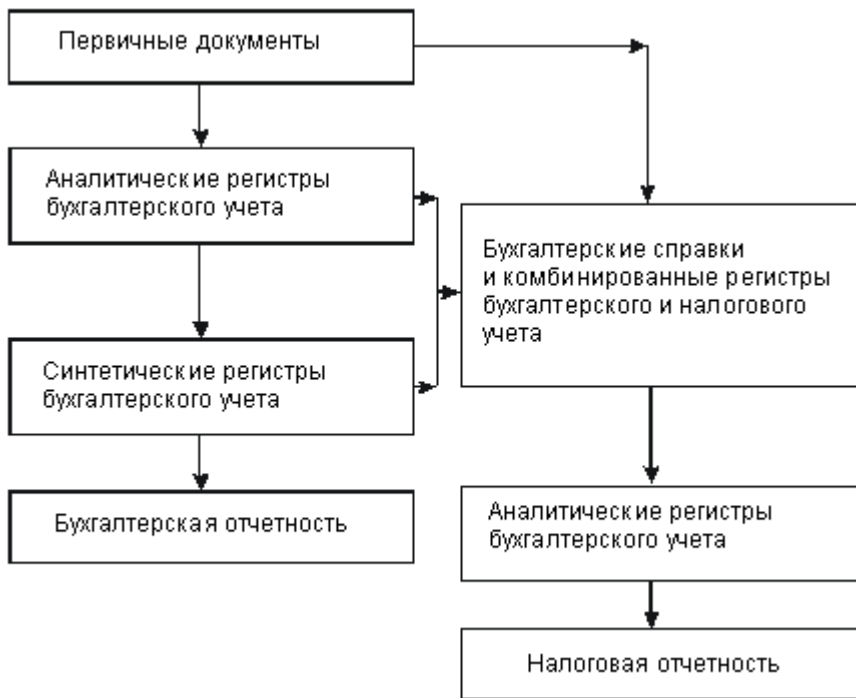 Первичные документы
Аналитические регистры
бухгалтерского учета
Бухгалтерские справки
и комбинированные регистры
бухгалтерского и налогового
учета
Синтетические регистры
бухгалтерского учета
Бухгалтерская отчетность
Аналитические регистры
бухгалтерского учета
Налоговая отчетность